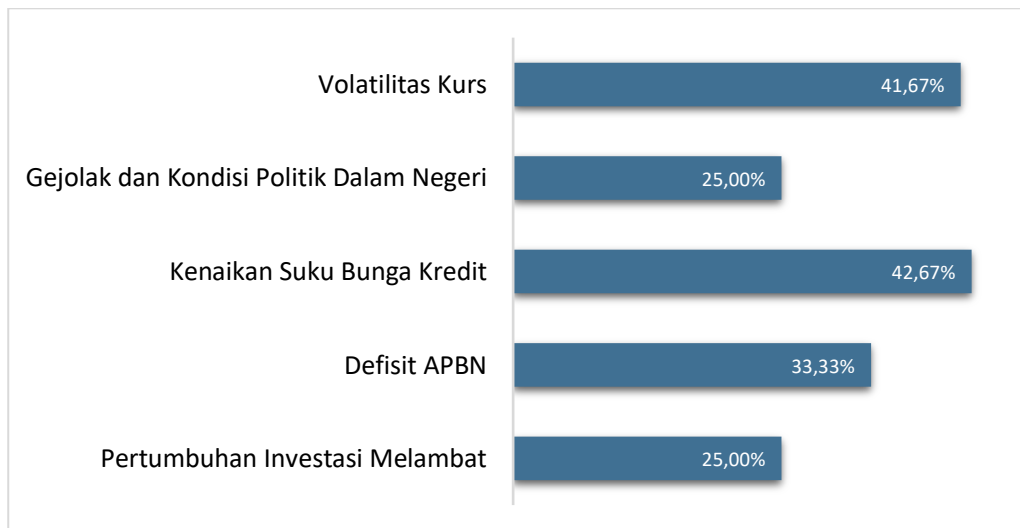 Volatilitas Kurs
41,67%
Gejolak dan Kondisi Politik Dalam Negeri
25,00%
Kenaikan Suku Bunga Kredit
42,67%
Defisit APBN
33,33%
Pertumbuhan Investasi Melambat
25,00%